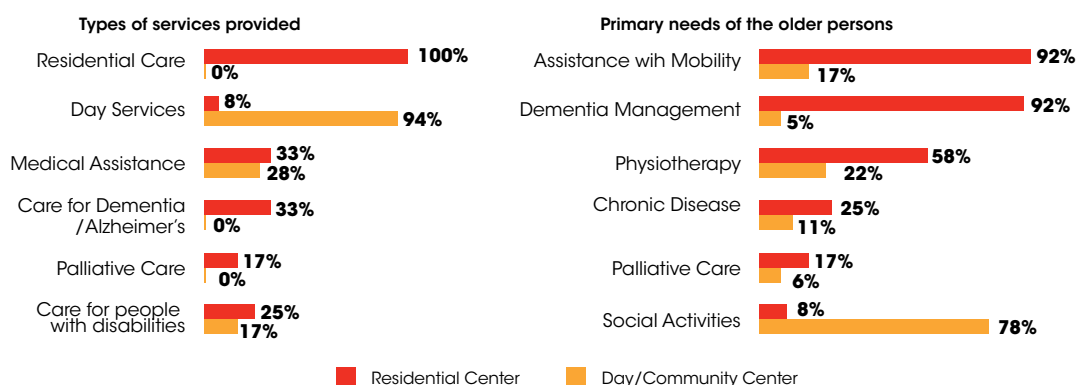 Types of services provided
Residential Care
100%
0%
Day Services
8%
94%
Medical Assistance
33%
28%
Care for Dementia
/Alzheimer's
33%
0%
Palliative Care
17%
0%
Care for people
with disabilities
25%
17%
Primary needs of the older persons
Assistance wih Mobility
92%
17%
Dementia Management
92%
5%
Physiotherapy
58%
22%
Chronic Disease
25%
11%
Palliative Care
17%
6%
Social Activities
8%
78%
Residential Center
Day/Community Center